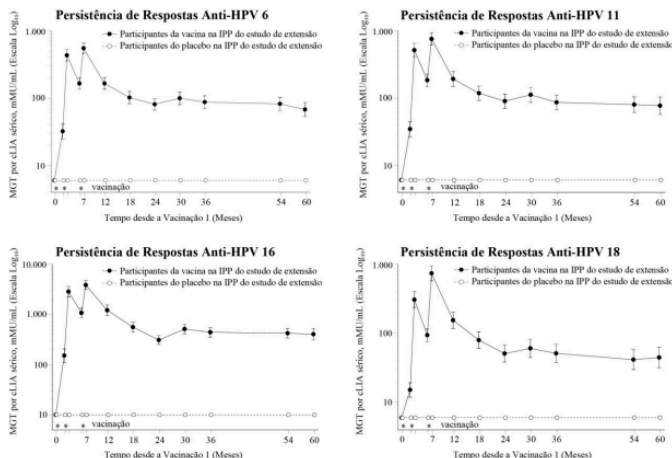 Persistência de Respostas Anti-HPV 6
MGT por cLIA sérico, mMU/mL (Escala Log₁₀)
1.000
100
10
Participantes da vacina na IPP do estudo de extensão
Participantes do placebo na IPP do estudo de extensão
* * * vacinação
0 7 12 18 24 30 36 54 60
Tempo desde a Vacinação 1 (Meses)
Persistência de Respostas Anti-HPV 11
MGT por cLIA sérico, mMU/mL (Escala Log₁₀)
1.000
100
10
Participantes da vacina na IPP do estudo de extensão
Participantes do placebo na IPP do estudo de extensão
* * * vacinação
0 7 12 18 24 30 36 54 60
Tempo desde a Vacinação 1 (Meses)
Persistência de Respostas Anti-HPV 16
MGT por cLIA sérico, mMU/mL (Escala Log₁₀)
10.000
1.000
100
10
Participantes da vacina na IPP do estudo de extensão
Participantes do placebo na IPP do estudo de extensão
* * * vacinação
0 7 12 18 24 30 36 54 60
Tempo desde a Vacinação 1 (Meses)
Persistência de Respostas Anti-HPV 18
MGT por cLIA sérico, mMU/mL (Escala Log₁₀)
1.000
100
10
Participantes da vacina na IPP do estudo de extensão
Participantes do placebo na IPP do estudo de extensão
* * * vacinação
0 7 12 18 24 30 36 54 60
Tempo desde a Vacinação 1 (Meses)